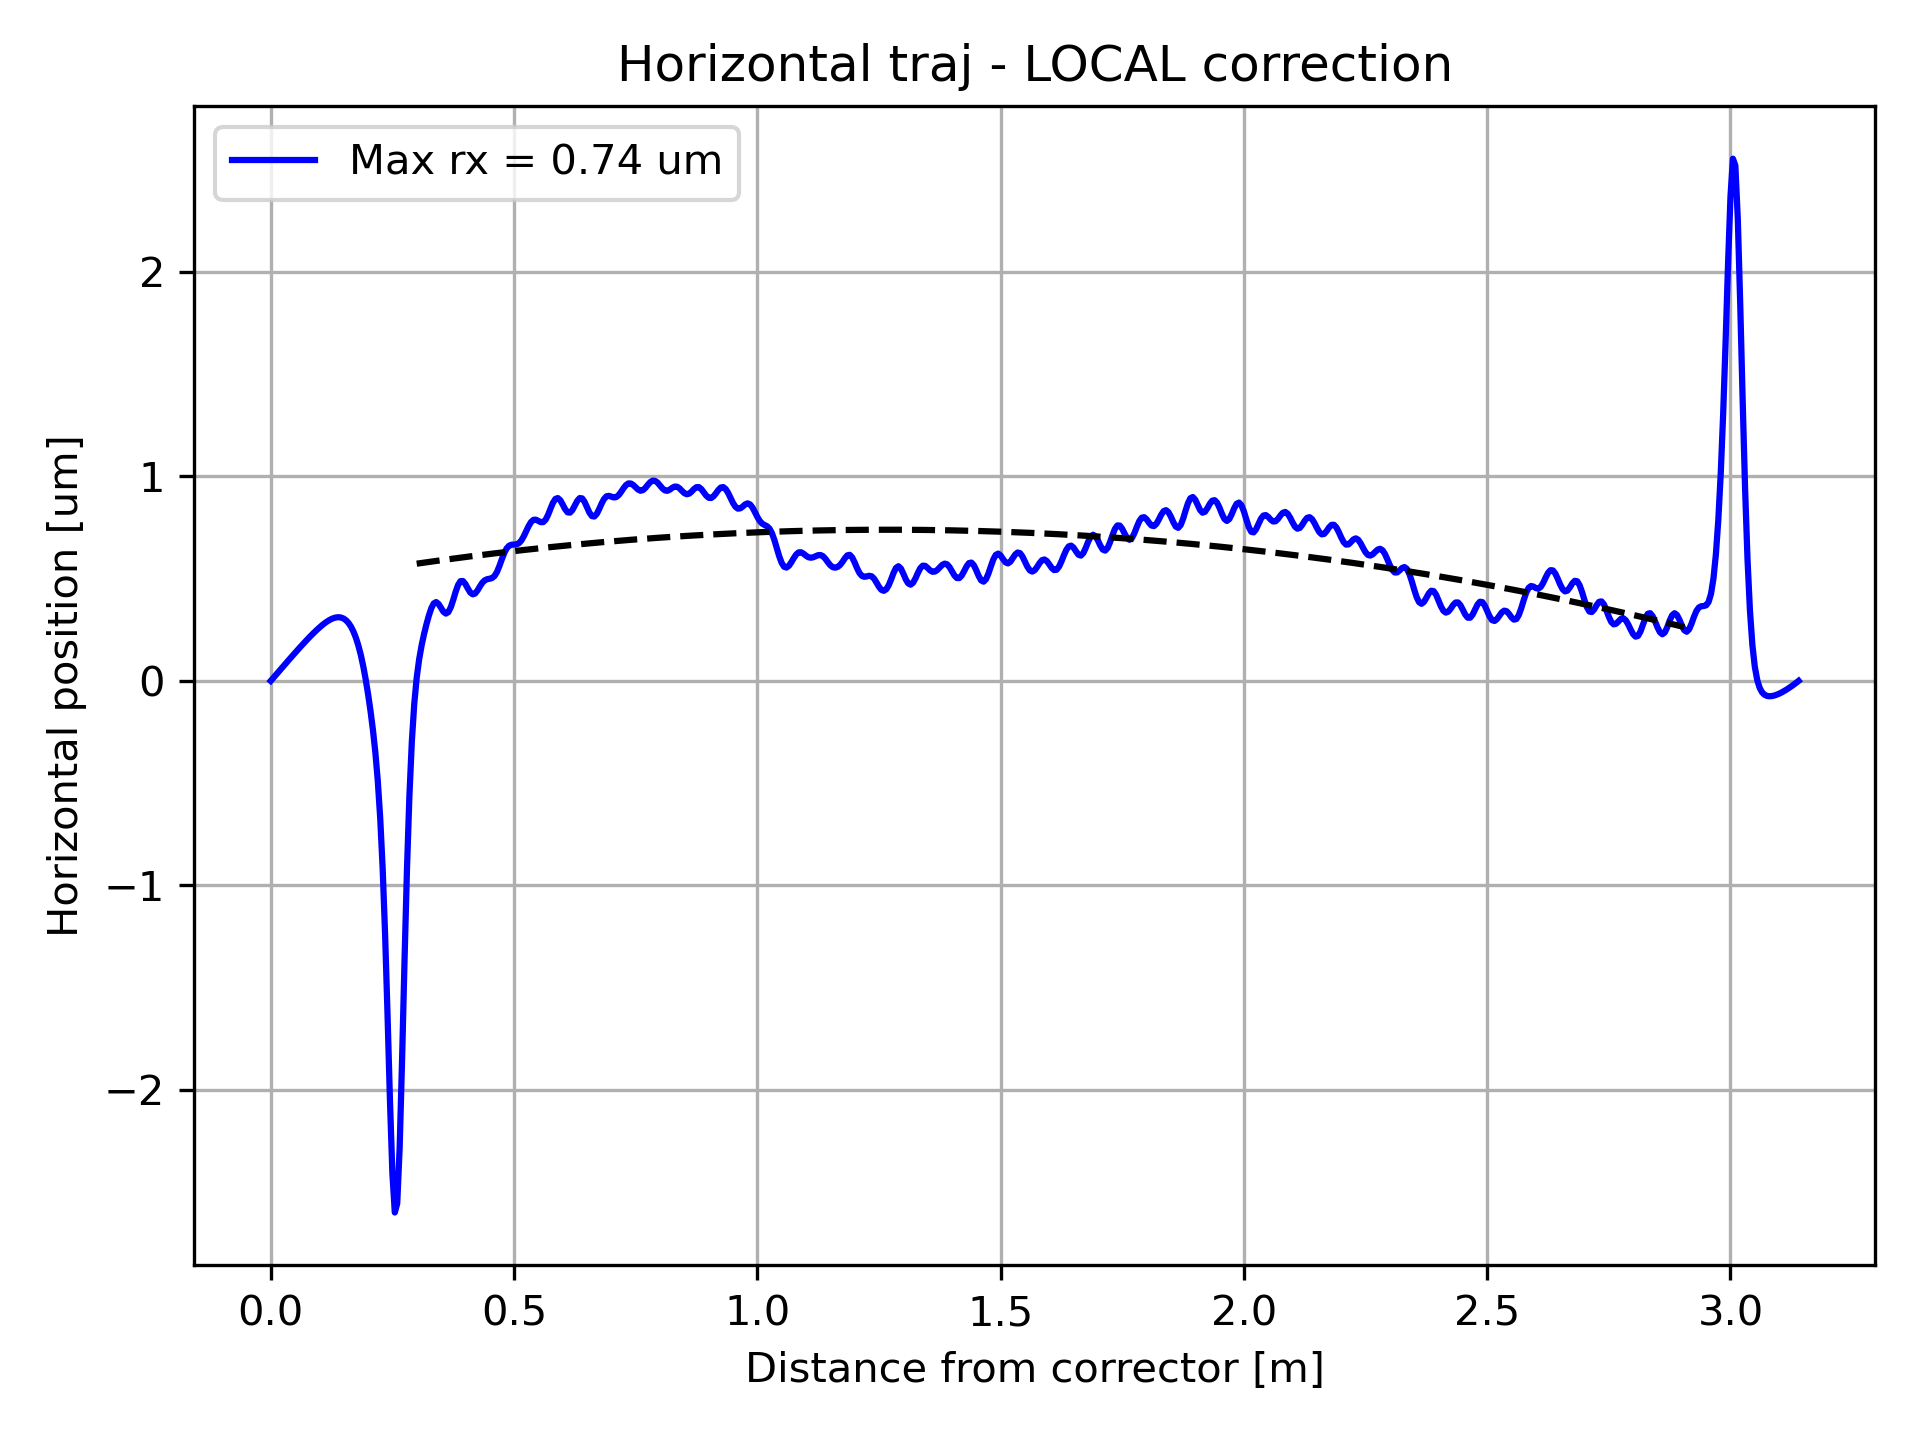 Horizontal traj - LOCAL correction
Max rx = 0.74 um
Horizontal position [um]
2
1
0
−1
−2
0.0 0.5 1.0 1.5 2.0 2.5 3.0
Distance from corrector [m]